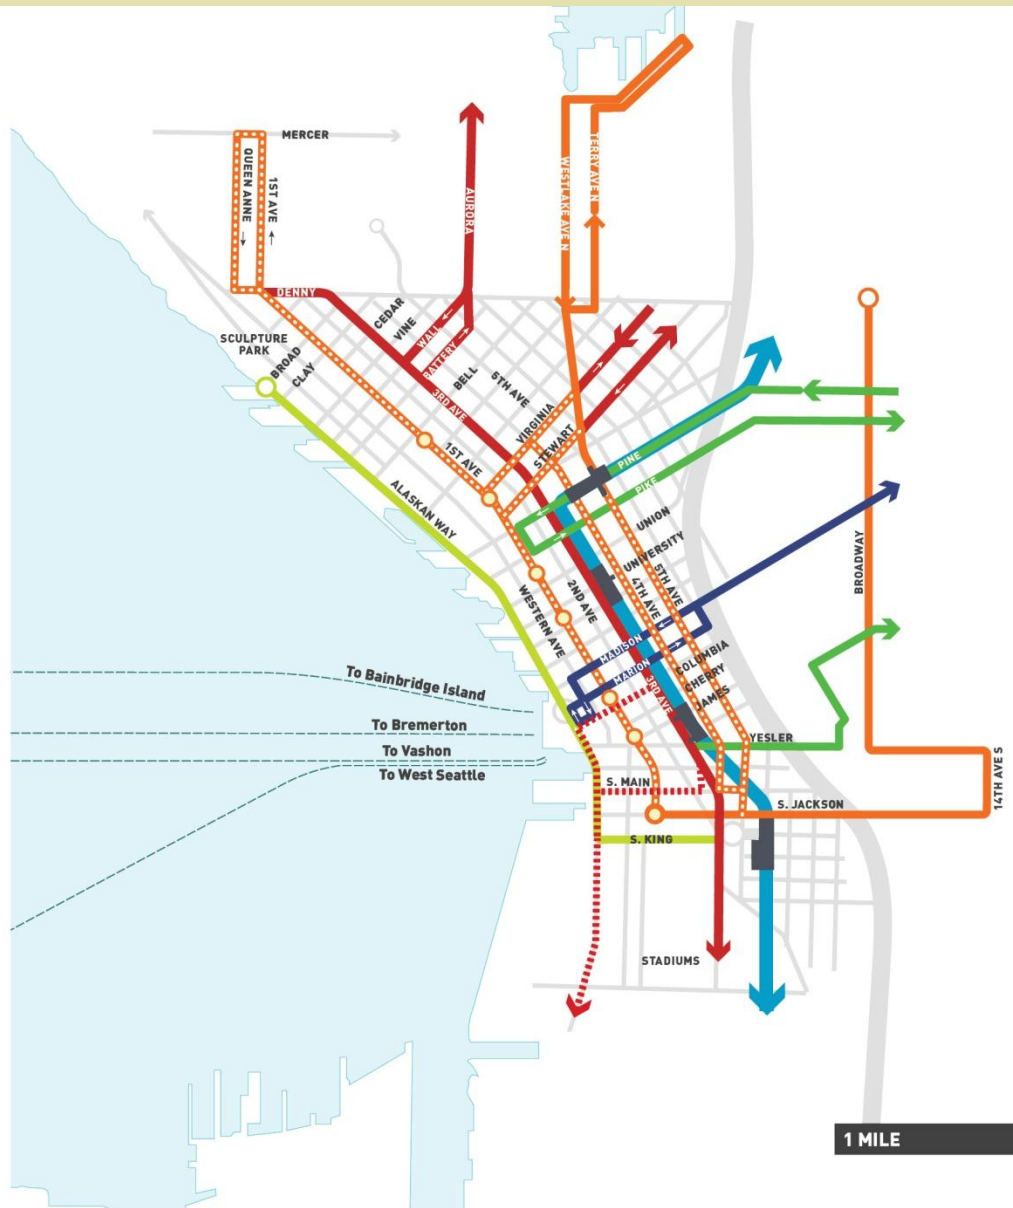 MERCER
QUEEN ANNE
1ST AVE
AURORA
WESTLAKE AVE N
TERRY AVE N
DENNY
CEDAR
VINE
WALL
BATTERY
SCULPTURE
PARK
BROAD
CLAY
BELL
5TH AVE
3RD AVE
VIRGINIA
STEWART
1ST AVE
PINE
PIKE
ALASKAN WAY
UNION
UNIVERSITY
BROADWAY
2ND AVE
4TH AVE
5TH AVE
WESTERN AVE
MADISON
MARION
COLUMBIA
CHERRY
JAMES
3RD AVE
To Bainbridge Island
To Bremerton
To Vashon
To West Seattle
YESLER
S. MAIN
S. JACKSON
14TH AVE S
S. KING
STADIUMS
1 MILE